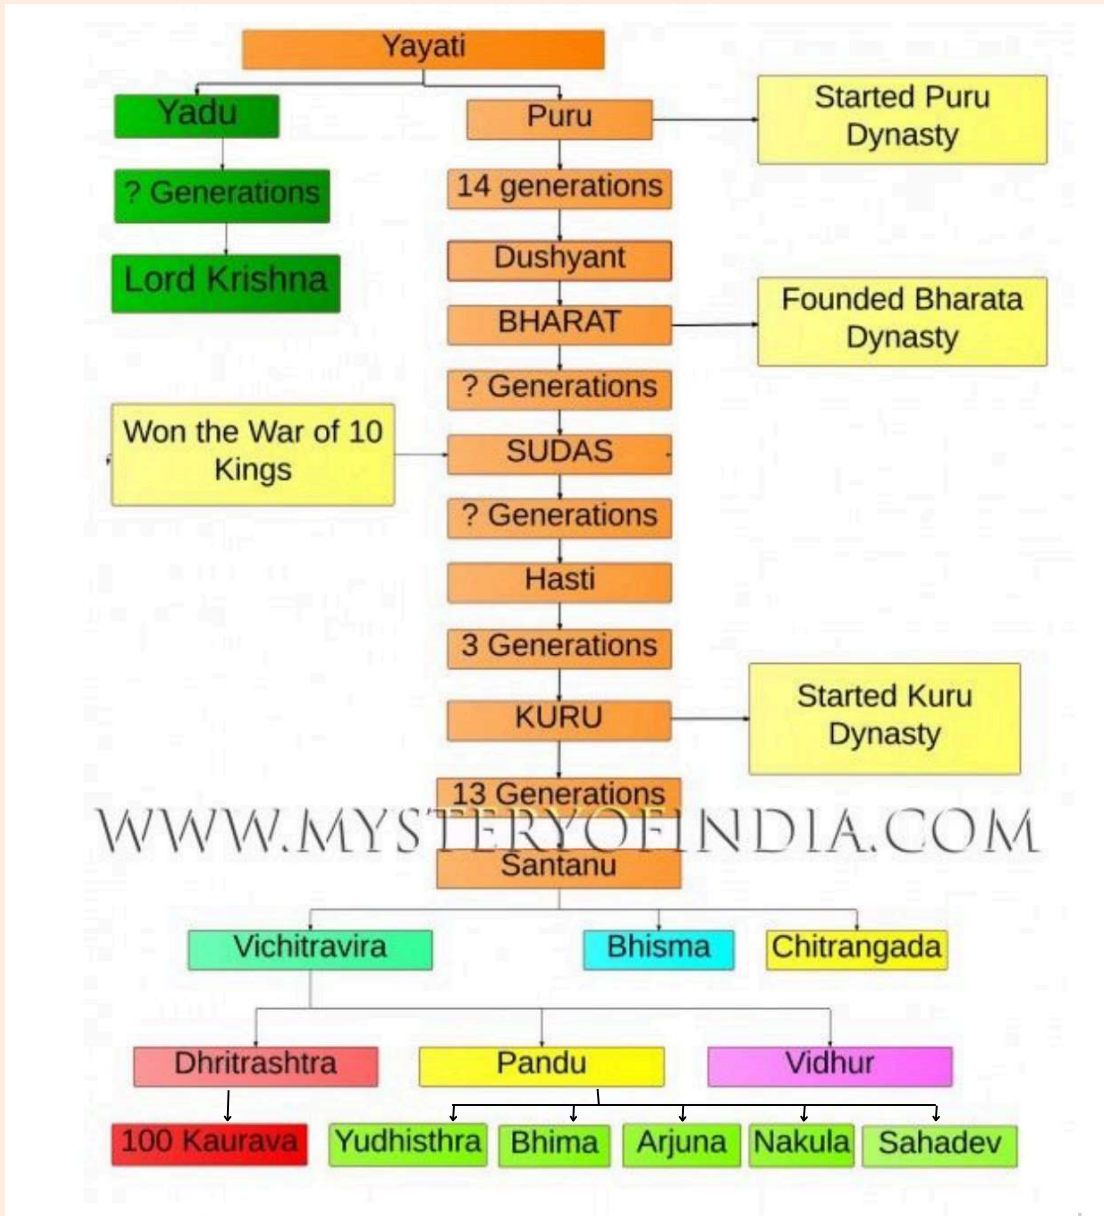 Yayati
Yadu
Puru
Started Puru
Dynasty
? Generations
14 generations
Lord Krishna
Dushyant
BHARAT
Founded Bharata
Dynasty
? Generations
Won the War of 10
Kings
SUDAS
? Generations
Hasti
3 Generations
KURU
Started Kuru
Dynasty
13 Generations
WWW.MYSTERYOFINDIA.COM
Santanu
Vichitravira
Bhisma
Chitrangada
Dhritrashtra
Pandu
Vidhur
100 Kaurava
Yudhisthra
Bhima
Arjuna
Nakula
Sahadev